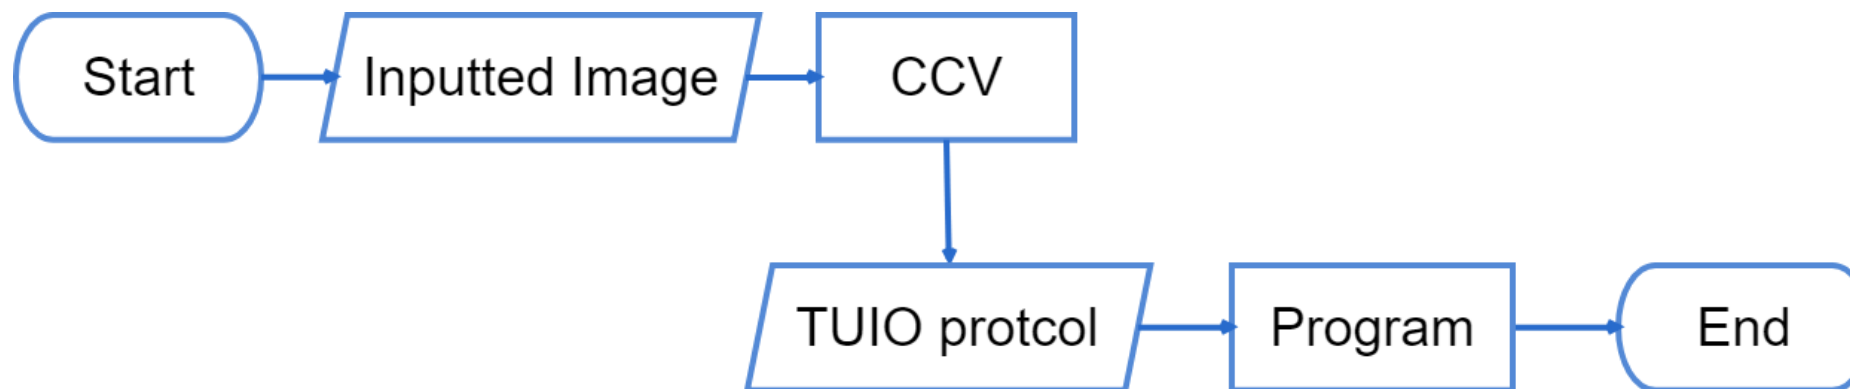 Start
Inputted Image
CCV
TUIO protcol
Program
End